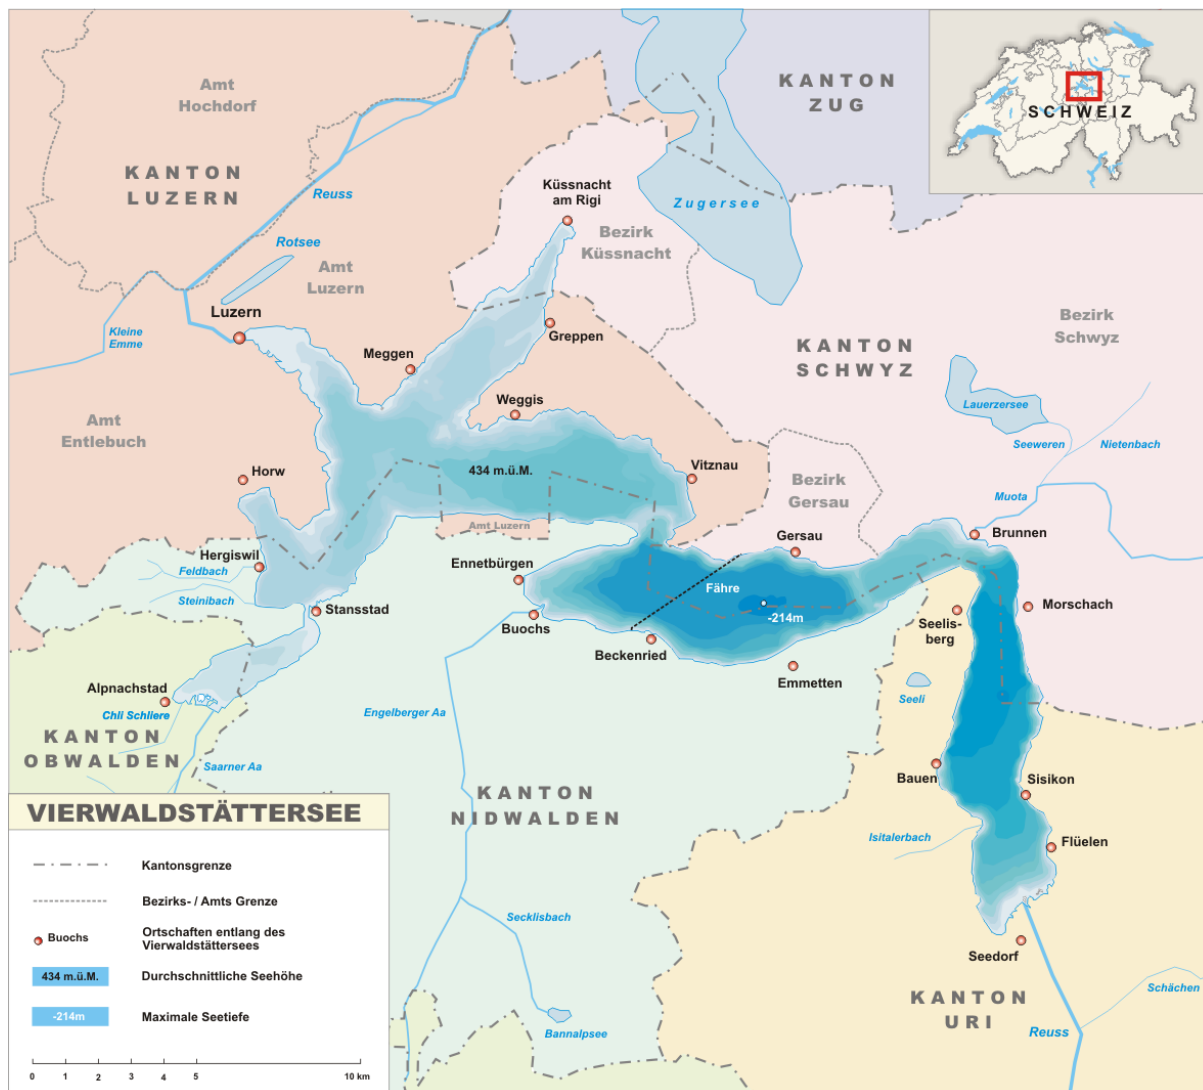 Amt
Hochdorf
KANTON
LUZERN
KANTON
ZUG
SCHWEIZ
Reuss
Küssnacht
am Rigi
Zugersee
Rotsee
Bezirk
Küssnacht
Amt
Luzern
Luzern
Kleine
Emme
Meggen
Greppen
Bezirk
Schwyz
KANTON
SCHWYZ
Weggis
Lauerzersee
Amt
Entlebuch
Seeweren
Nietenbach
Horw
434 m.ü.M.
Vitznau
Bezirk
Gersau
Muota
Amt Luzern
Brunnen
Gersau
Hergiswil
Feldbach
Ennetbürgen
Fähre
Steinibach
Stansstad
-214m
Morschach
Seelis-
berg
Buochs
Beckenried
Emmetten
Alpnachstad
Seeli
Chli Schliere
Engelberger Aa
KANTON
OBWALDEN
Saarner Aa
Bauen
Sisikon
KANTON
NIDWALDEN
Isitalerbach
Flüelen
VIERWALDSTÄTTERSEE
Kantonsgrenze
Bezirks- / Amts Grenze
Buochs
Ortschaften entlang des
Vierwaldstättersees
434 m.ü.M.
Durchschnittliche Seehöhe
-214m
Maximale Seetiefe
0 1 2 3 4 5 10 km
Secklisbach
Bannalpsee
Seedorf
Schächen
KANTON
URI
Reuss